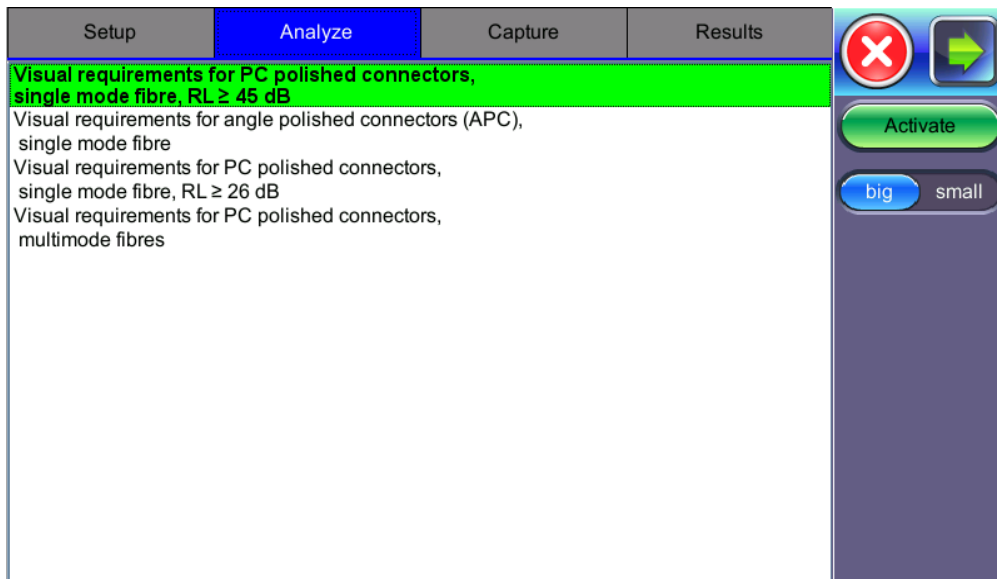 Setup
Analyze
Capture
Results
Visual requirements for PC polished connectors,
single mode fibre, RL ≥ 45 dB
Visual requirements for angle polished connectors (APC),
single mode fibre
Visual requirements for PC polished connectors,
single mode fibre, RL ≥ 26 dB
Visual requirements for PC polished connectors,
multimode fibres
Activate
big small